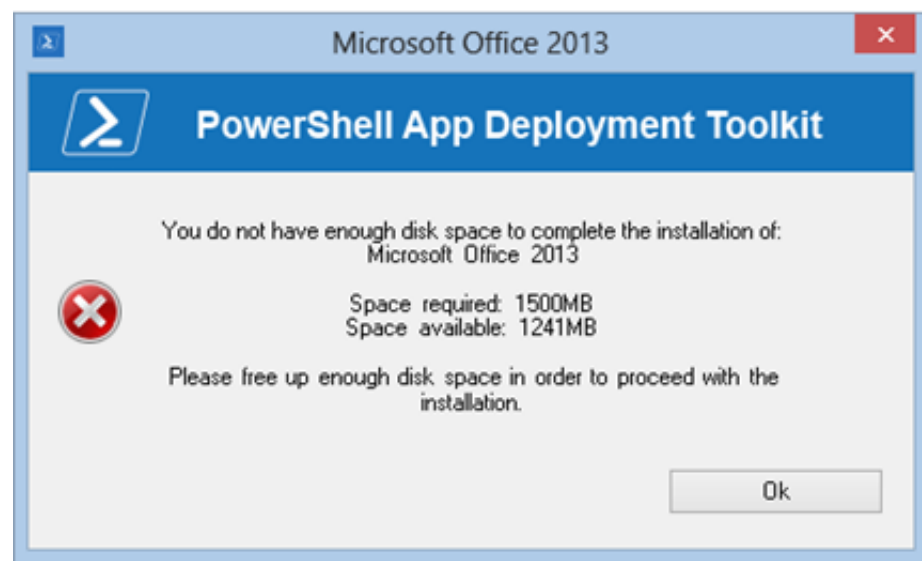 Microsoft Office 2013
PowerShell App Deployment Toolkit
You do not have enough disk space to complete the installation of:
Microsoft Office 2013
Space required: 1500MB
Space available: 1241MB
Please free up enough disk space in order to proceed with the
installation.
Ok